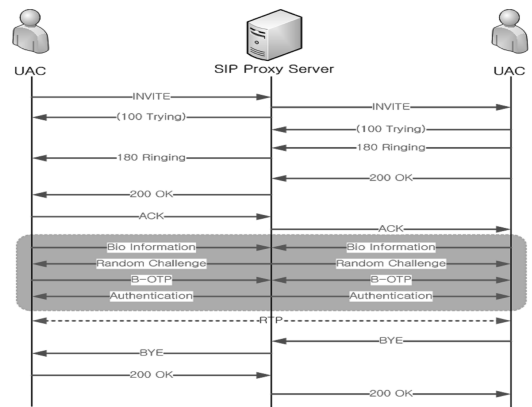 UAC SIP Proxy Server UAC
INVITE
INVITE
(100 Trying)
(100 Trying)
180 Ringing
180 Ringing
200 OK
200 OK
ACK
ACK
Bio Information Bio Information
Random Challenge Random Challenge
B-OTP B-OTP
Authentication Authentication
RTP
BYE
BYE
200 OK
200 OK